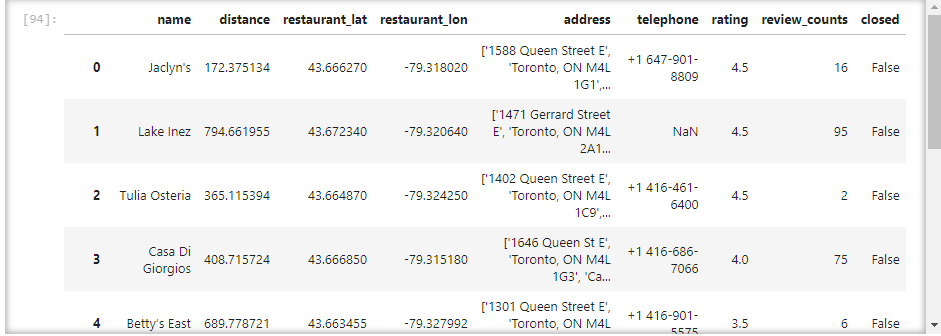 [94]:
name distance restaurant_lat restaurant_lon address telephone rating review_counts closed
0 Jaclyn's 172.375134 43.666270 -79.318020 ['1588 Queen Street E', 'Toronto, ON M4L 1G1',... +1 647-901-8809 4.5 16 False
1 Lake Inez 794.661955 43.672340 -79.320640 ['1471 Gerrard Street E', 'Toronto, ON M4L 2A1... NaN 4.5 95 False
2 Tulia Osteria 365.115394 43.664870 -79.324250 ['1402 Queen Street E', 'Toronto, ON M4L 1C9',... +1 416-461-6400 4.5 2 False
3 Casa Di Giorgios 408.715724 43.666850 -79.315180 ['1646 Queen St E', 'Toronto, ON M4L 1G3', 'Ca... +1 416-686-7066 4.0 75 False
4 Betty's East 689.778721 43.663455 -79.327992 ['1301 Queen Street E', 'Toronto, ON M4L +1 416-901-5575 3.5 6 False